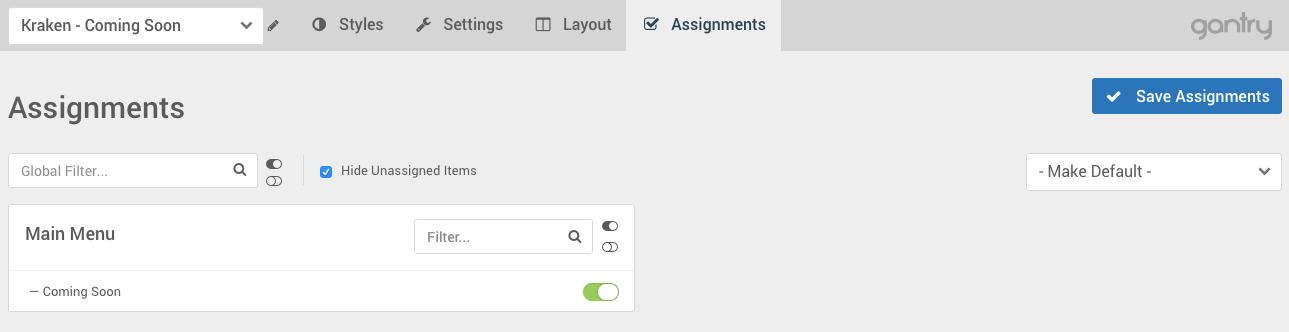 Kraken - Coming Soon
Styles
Settings
Layout
Assignments
gantry
Assignments
Save Assignments
Global Filter...
Hide Unassigned Items
- Make Default -
Main Menu
Filter...
— Coming Soon